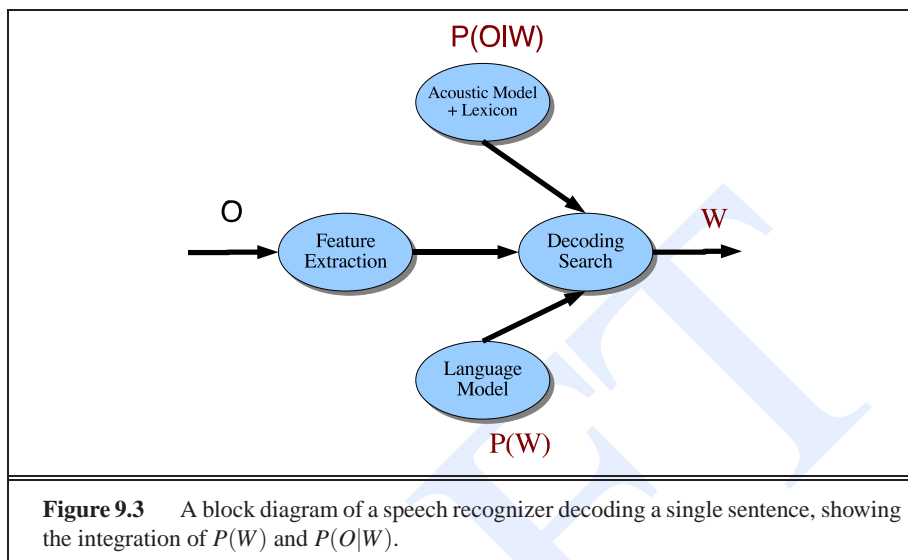 P(O|W)
Acoustic Model
+ Lexicon
O
Feature
Extraction
Decoding
Search
W
Language
Model
P(W)
Figure 9.3 A block diagram of a speech recognizer decoding a single sentence, showing
the integration of P(W) and P(O|W).